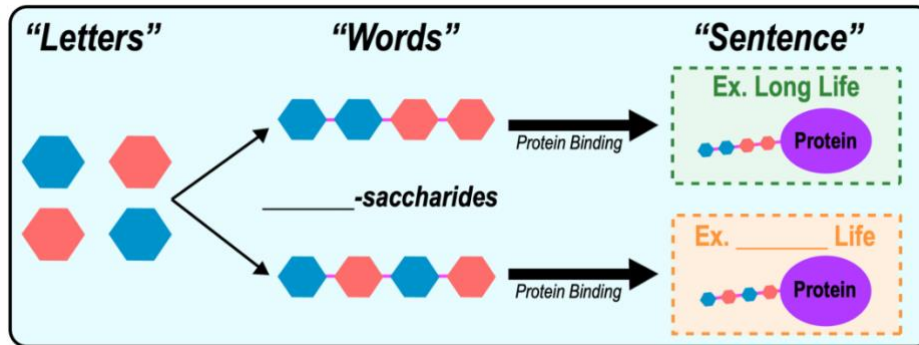 “Letters”
“Words”
“Sentence”
Ex. Long Life
Protein
Protein Binding
_______-saccharides
Ex. _______ Life
Protein
Protein Binding